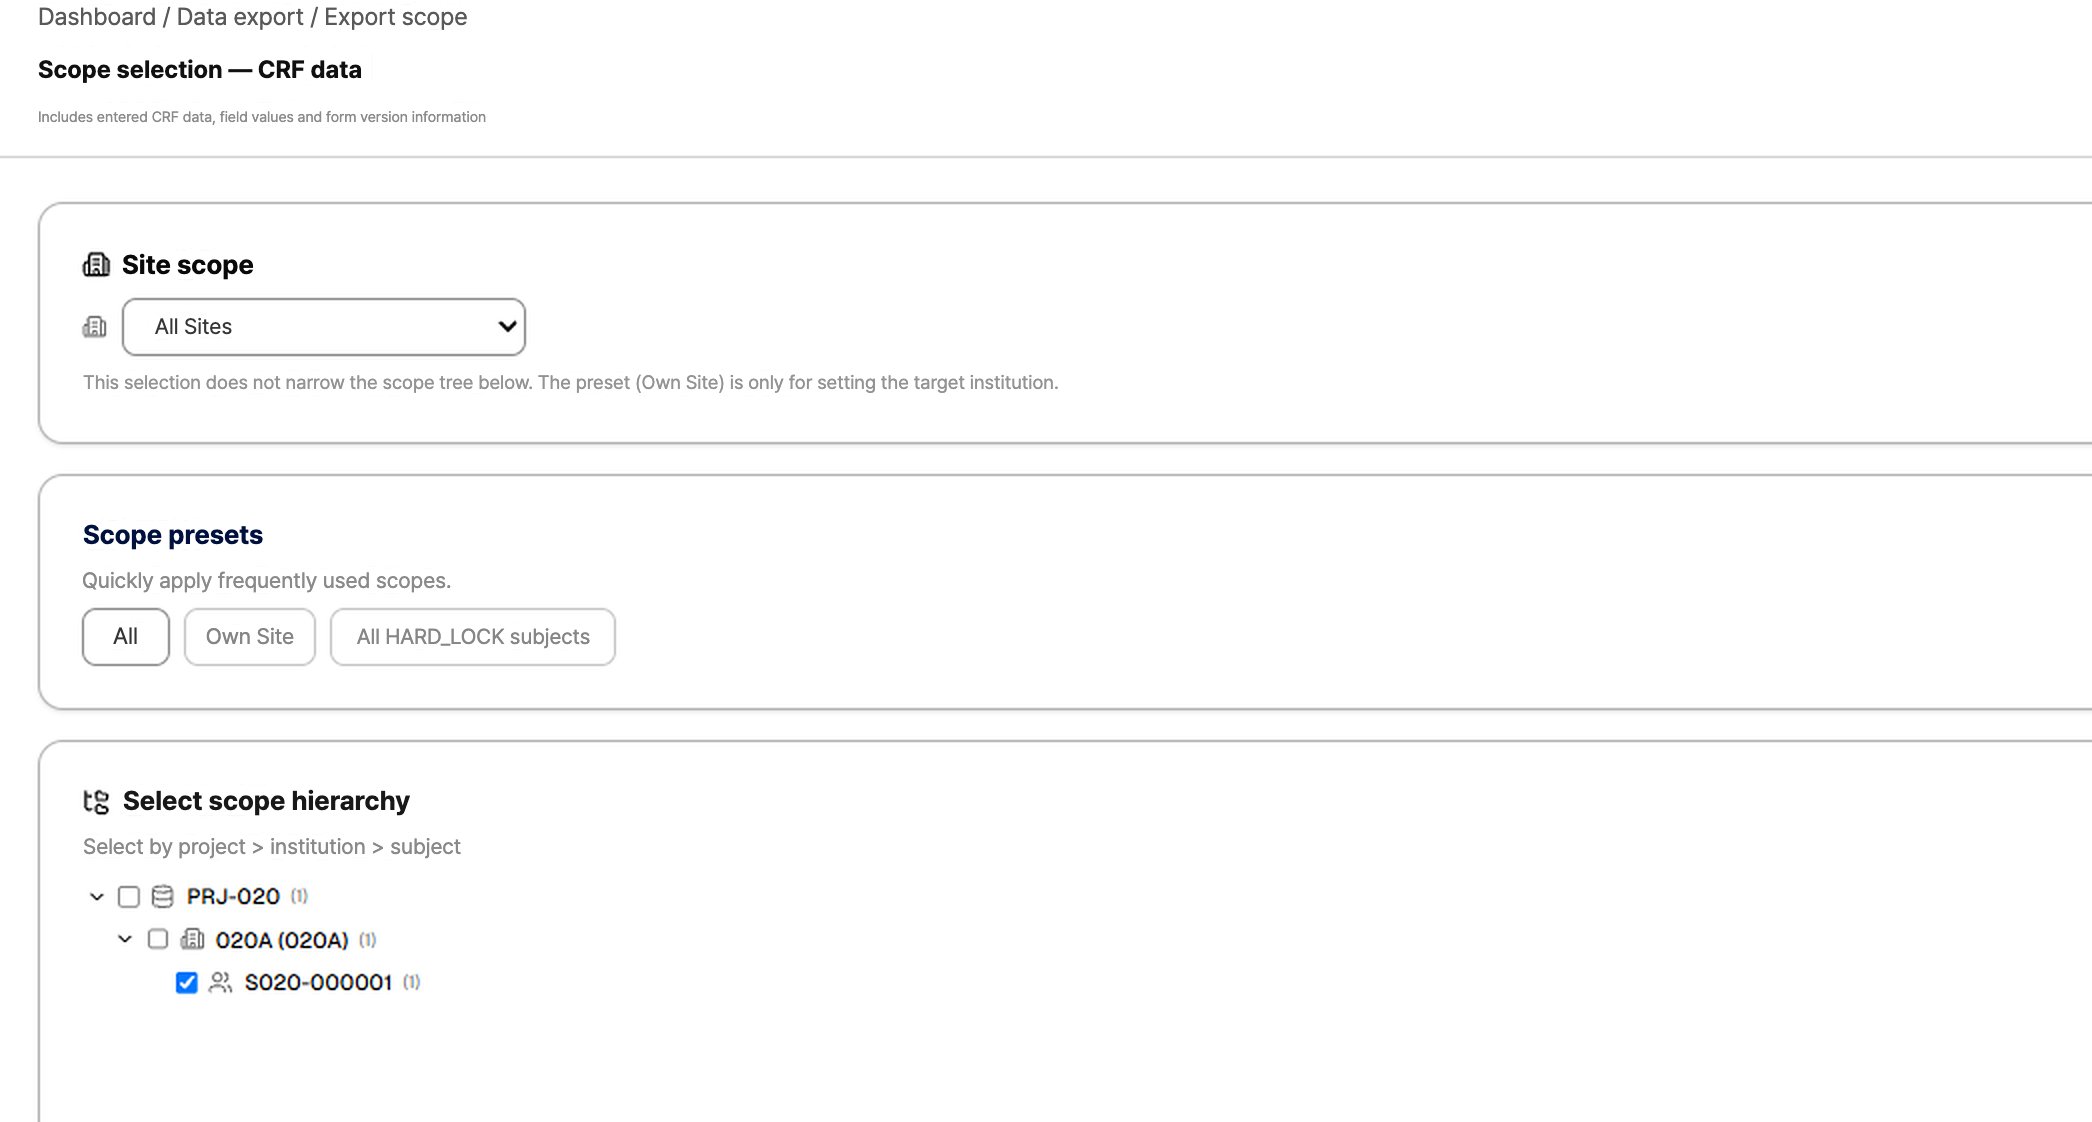 Dashboard / Data export / Export scope
Scope selection — CRF data
Includes entered CRF data, field values and form version information
Site scope
All Sites
This selection does not narrow the scope tree below. The preset (Own Site) is only for setting the target institution.
Scope presets
Quickly apply frequently used scopes.
All Own Site All HARD_LOCK subjects
Select scope hierarchy
Select by project > institution > subject
PRJ-020 (1)
020A (020A) (1)
S020-000001 (1)